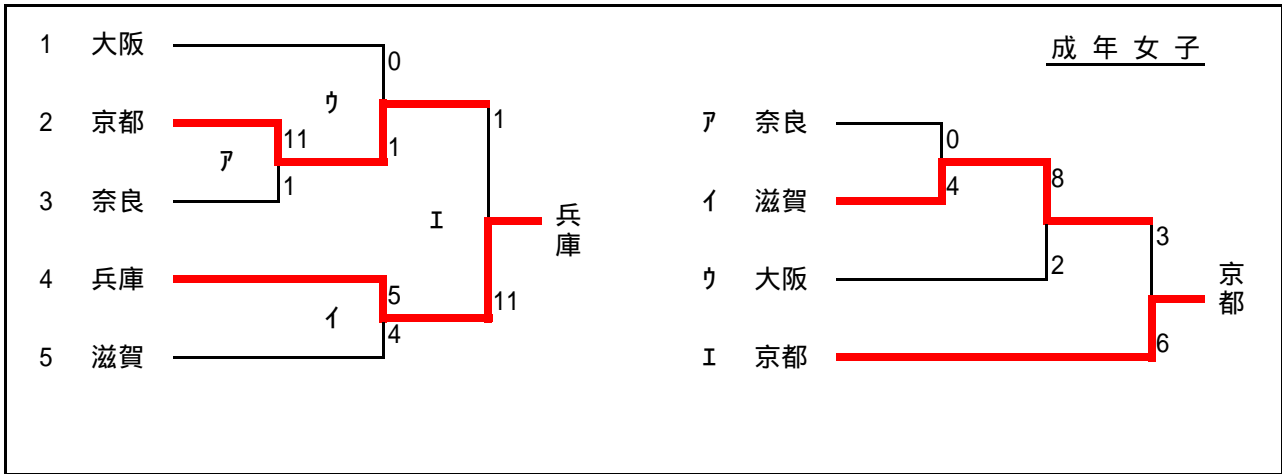 成年女子
1 大阪
0
ウ
2 京都
11
1
1
ア
1
3 奈良
エ
兵庫
4 兵庫
5
11
イ
4
5 滋賀
ア 奈良
0
イ 滋賀
4
8
3
ウ 大阪
2
京都
エ 京都
6